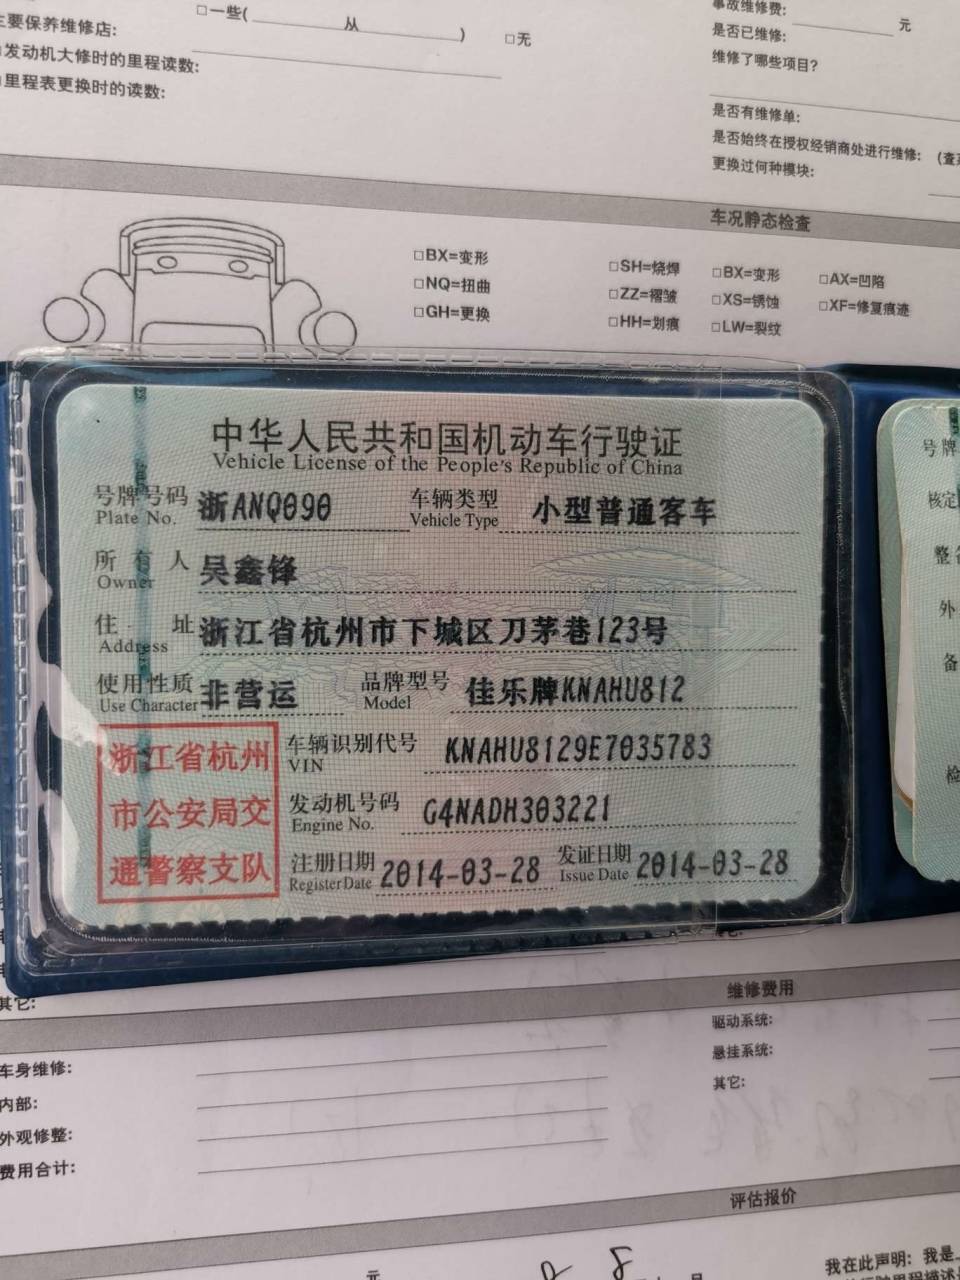 □一些( 从 )
□无
主要保养维修店:
发动机大修时的里程读数:
里程表更换时的读数:
事故维修费: 元
是否已维修:
维修了哪些项目?
是否有维修单:
是否始终在授权经销商处进行维修: (查
更换过何种模块:
车况静态检查
□BX=变形
□NQ=扭曲
□GH=更换
□SH=烧焊 □BX=变形 □AX=凹陷
□ZZ=褶皱 □XS=锈蚀 □XF=修复痕迹
□HH=划痕 □LW=裂纹
中华人民共和国机动车行驶证
Vehicle License of the People's Republic of China
号牌号码 浙ANQ090 车辆类型 小型普通客车
Plate No. Vehicle Type
所有人 吴鑫锋
Owner
住址 浙江省杭州市下城区刀茅巷123号
Address
使用性质 非营运 品牌型号 佳乐牌KNAHU812
Use Character Model
浙江省杭州
市公安局交
通警察支队
车辆识别代号 KNAHU8129E7035783
VIN
发动机号码 G4NADH303221
Engine No.
注册日期 2014-03-28 发证日期 2014-03-28
Register Date Issue Date
号牌
核定
整备
外
备
检
其它:
其它:
维修费用
驱动系统:
悬挂系统:
其它:
车身维修:
内部:
外观修整:
费用合计:
评估报价
元
我在此声明: 我是